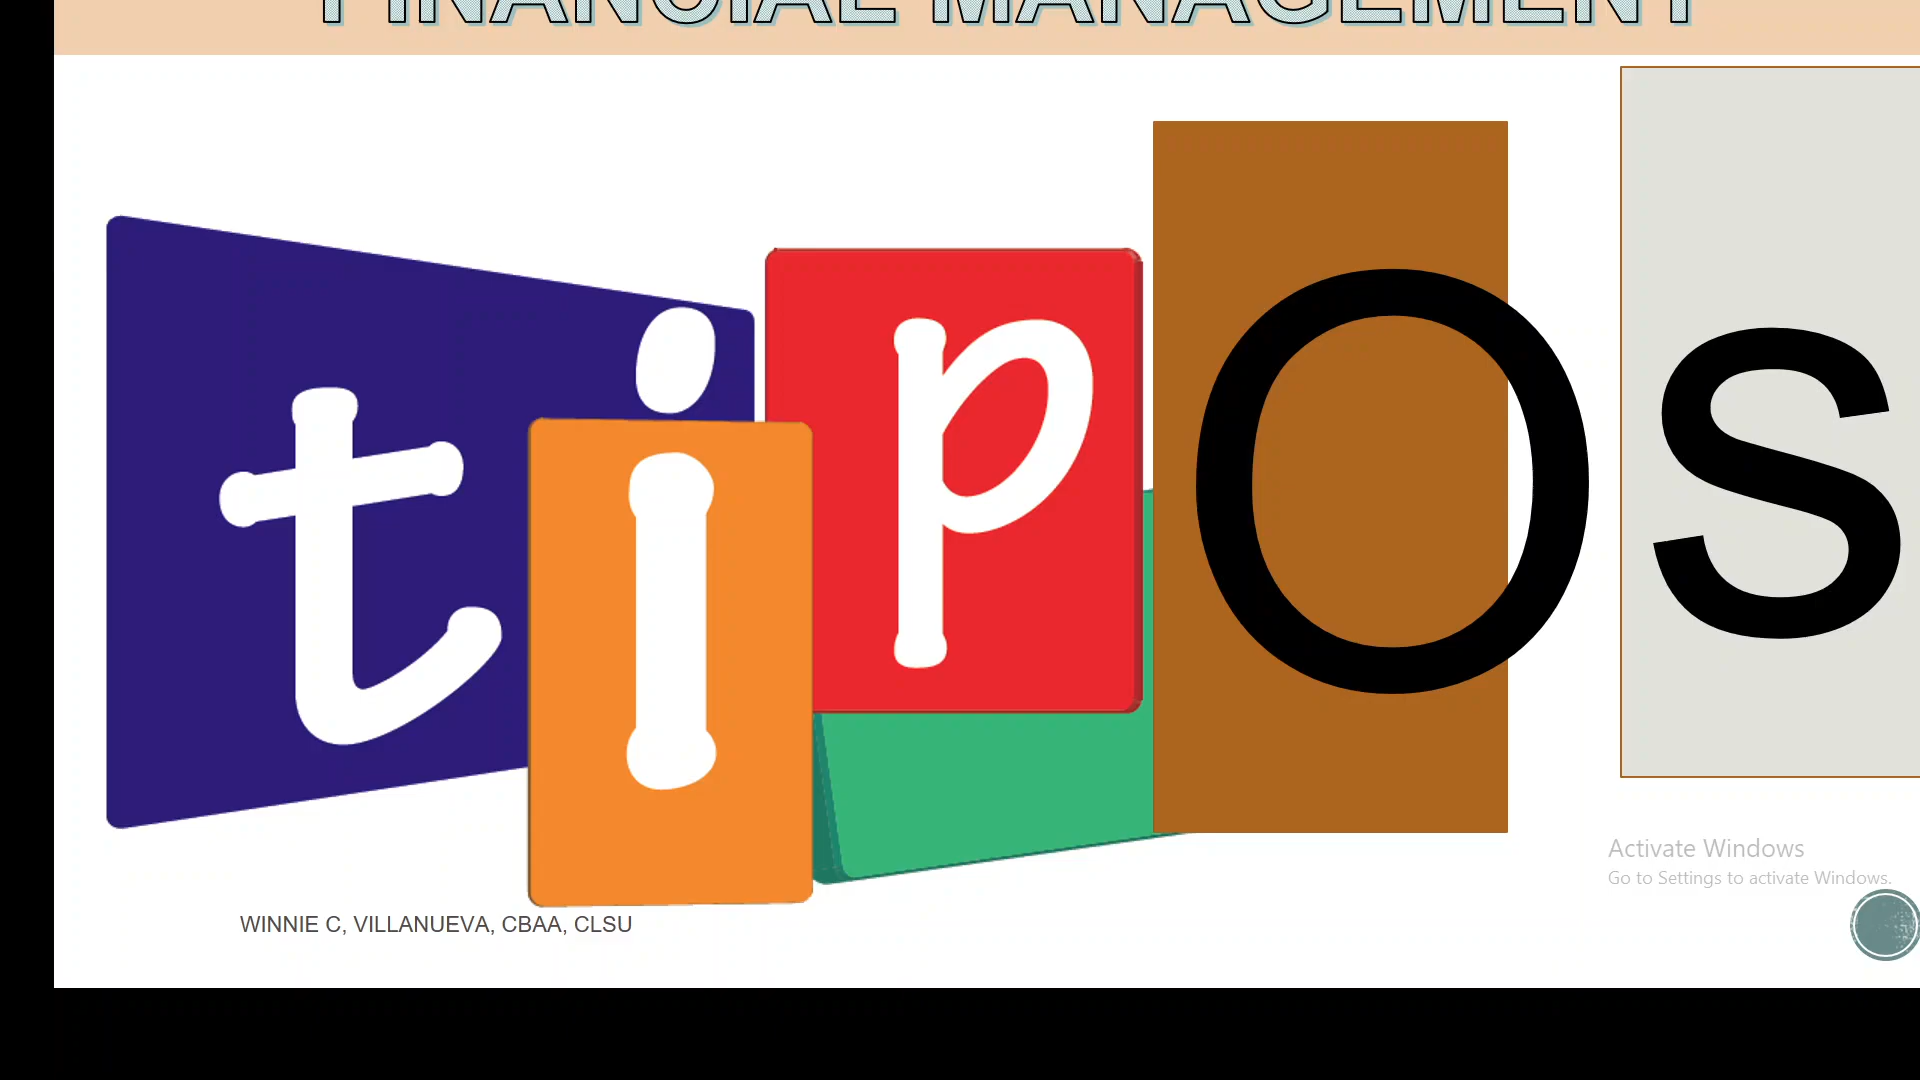 FINANCIAL MANAGEMENT
tipOs
Activate Windows
Go to Settings to activate Windows.
WINNIE C, VILLANUEVA, CBAA, CLSU